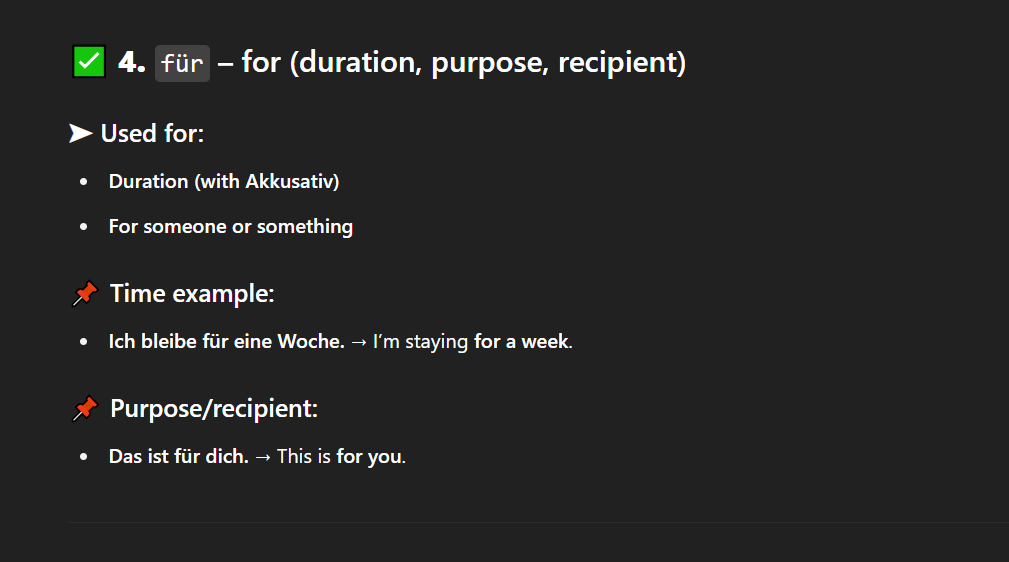 ✅ 4. für – for (duration, purpose, recipient)
➤ Used for:
• Duration (with Akkusativ)
• For someone or something
📌 Time example:
• Ich bleibe für eine Woche. → I’m staying for a week.
📌 Purpose/recipient:
• Das ist für dich. → This is for you.